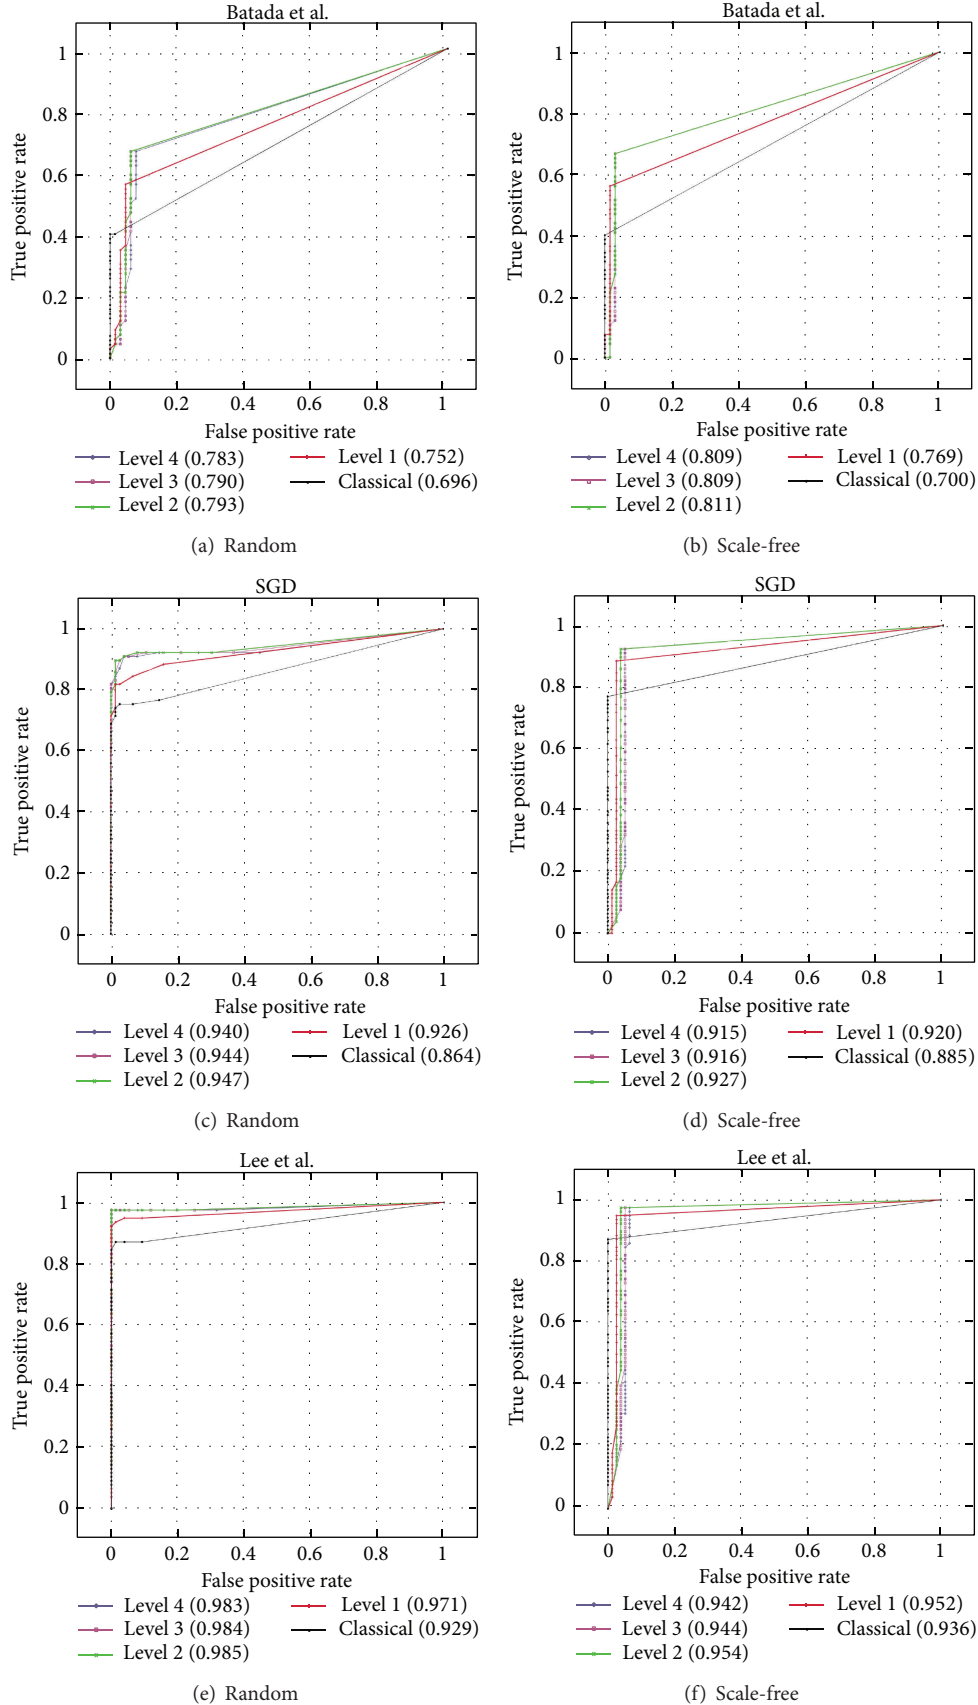 Batada et al.
1
0.8
0.6
0.4
0.2
0
True positive rate
0 0.2 0.4 0.6 0.8 1
False positive rate
Level 4 (0.783)
Level 3 (0.790)
Level 2 (0.793)
Level 1 (0.752)
Classical (0.696)
(a) Random
Batada et al.
1
0.8
0.6
0.4
0.2
0
True positive rate
0 0.2 0.4 0.6 0.8 1
False positive rate
Level 4 (0.809)
Level 3 (0.809)
Level 2 (0.811)
Level 1 (0.769)
Classical (0.700)
(b) Scale-free
SGD
1
0.8
0.6
0.4
0.2
0
True positive rate
0 0.2 0.4 0.6 0.8 1
False positive rate
Level 4 (0.940)
Level 3 (0.944)
Level 2 (0.947)
Level 1 (0.926)
Classical (0.864)
(c) Random
SGD
1
0.8
0.6
0.4
0.2
0
True positive rate
0 0.2 0.4 0.6 0.8 1
False positive rate
Level 4 (0.915)
Level 3 (0.916)
Level 2 (0.927)
Level 1 (0.920)
Classical (0.885)
(d) Scale-free
Lee et al.
1
0.8
0.6
0.4
0.2
0
True positive rate
0 0.2 0.4 0.6 0.8 1
False positive rate
Level 4 (0.983)
Level 3 (0.984)
Level 2 (0.985)
Level 1 (0.971)
Classical (0.929)
(e) Random
Lee et al.
1
0.8
0.6
0.4
0.2
0
True positive rate
0 0.2 0.4 0.6 0.8 1
False positive rate
Level 4 (0.942)
Level 3 (0.944)
Level 2 (0.954)
Level 1 (0.952)
Classical (0.936)
(f) Scale-free